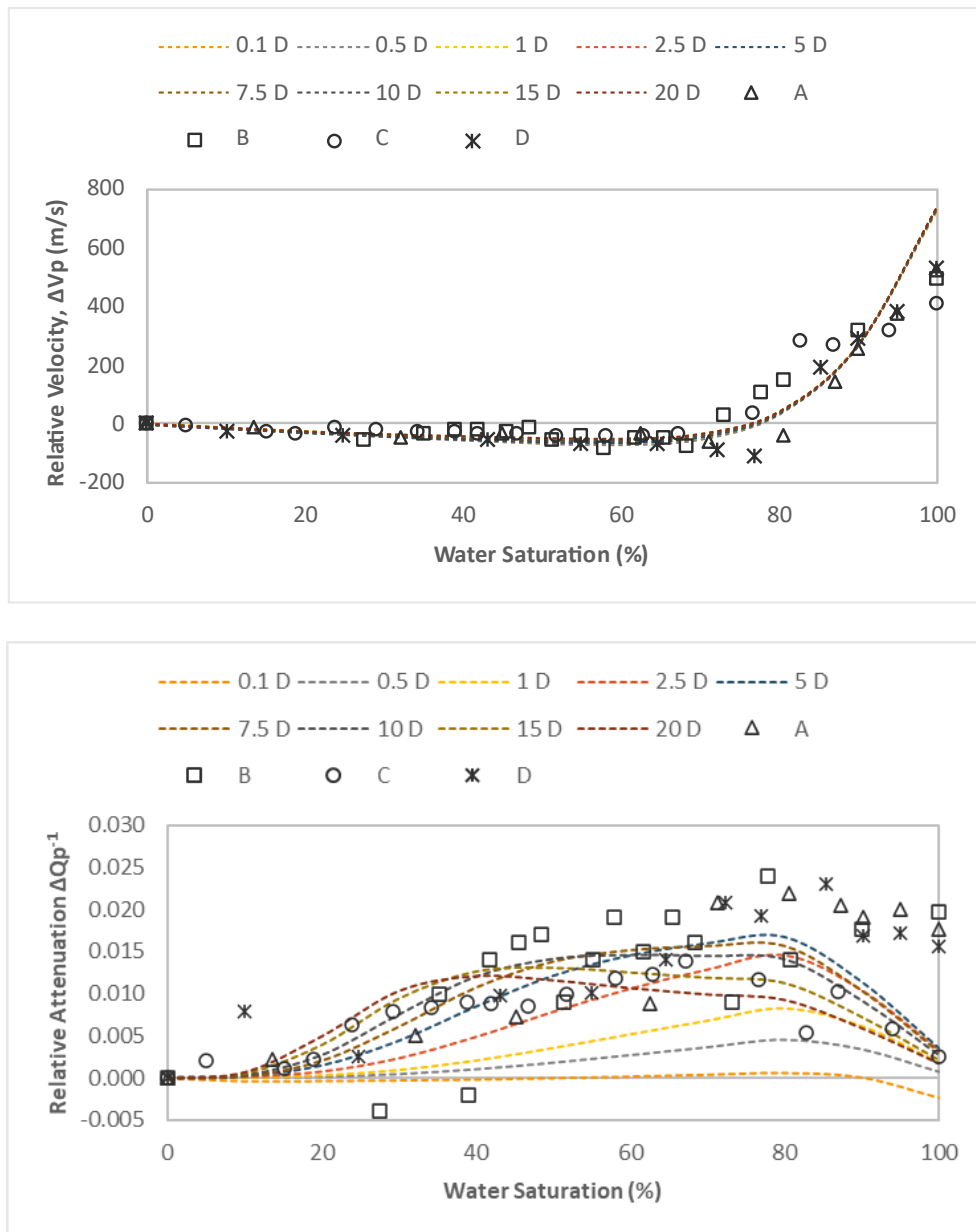 0.1 D 0.5 D 1 D 2.5 D 5 D
7.5 D 10 D 15 D 20 D A
B C D
800
600
400
200
0
-200
0 20 40 60 80 100
Relative Velocity, ΔVp (m/s)
Water Saturation (%)
0.1 D 0.5 D 1 D 2.5 D 5 D
7.5 D 10 D 15 D 20 D A
B C D
0.030
0.025
0.020
0.015
0.010
0.005
0.000
-0.005
0 20 40 60 80 100
Relative Attenuation ΔQp⁻¹
Water Saturation (%)